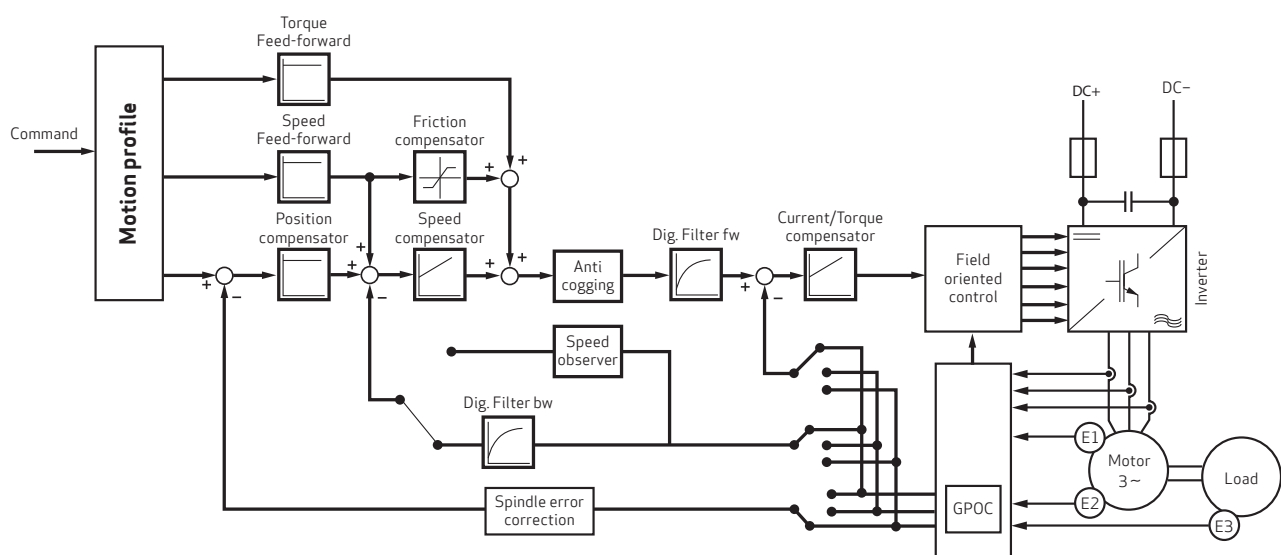 Torque
Feed-forward
DC+
DC−
Command
Motion profile
Speed
Feed-forward
Friction
compensator
+
+
Position
compensator
Speed
compensator
Dig. Filter fw
Current/Torque
compensator
+
−
+
+
−
+
+
Anti
cogging
+
−
Field
oriented
control
Inverter
Speed
observer
Dig. Filter bw
Spindle error
correction
GPOC
E1
Motor
3~
E2
Load
E3